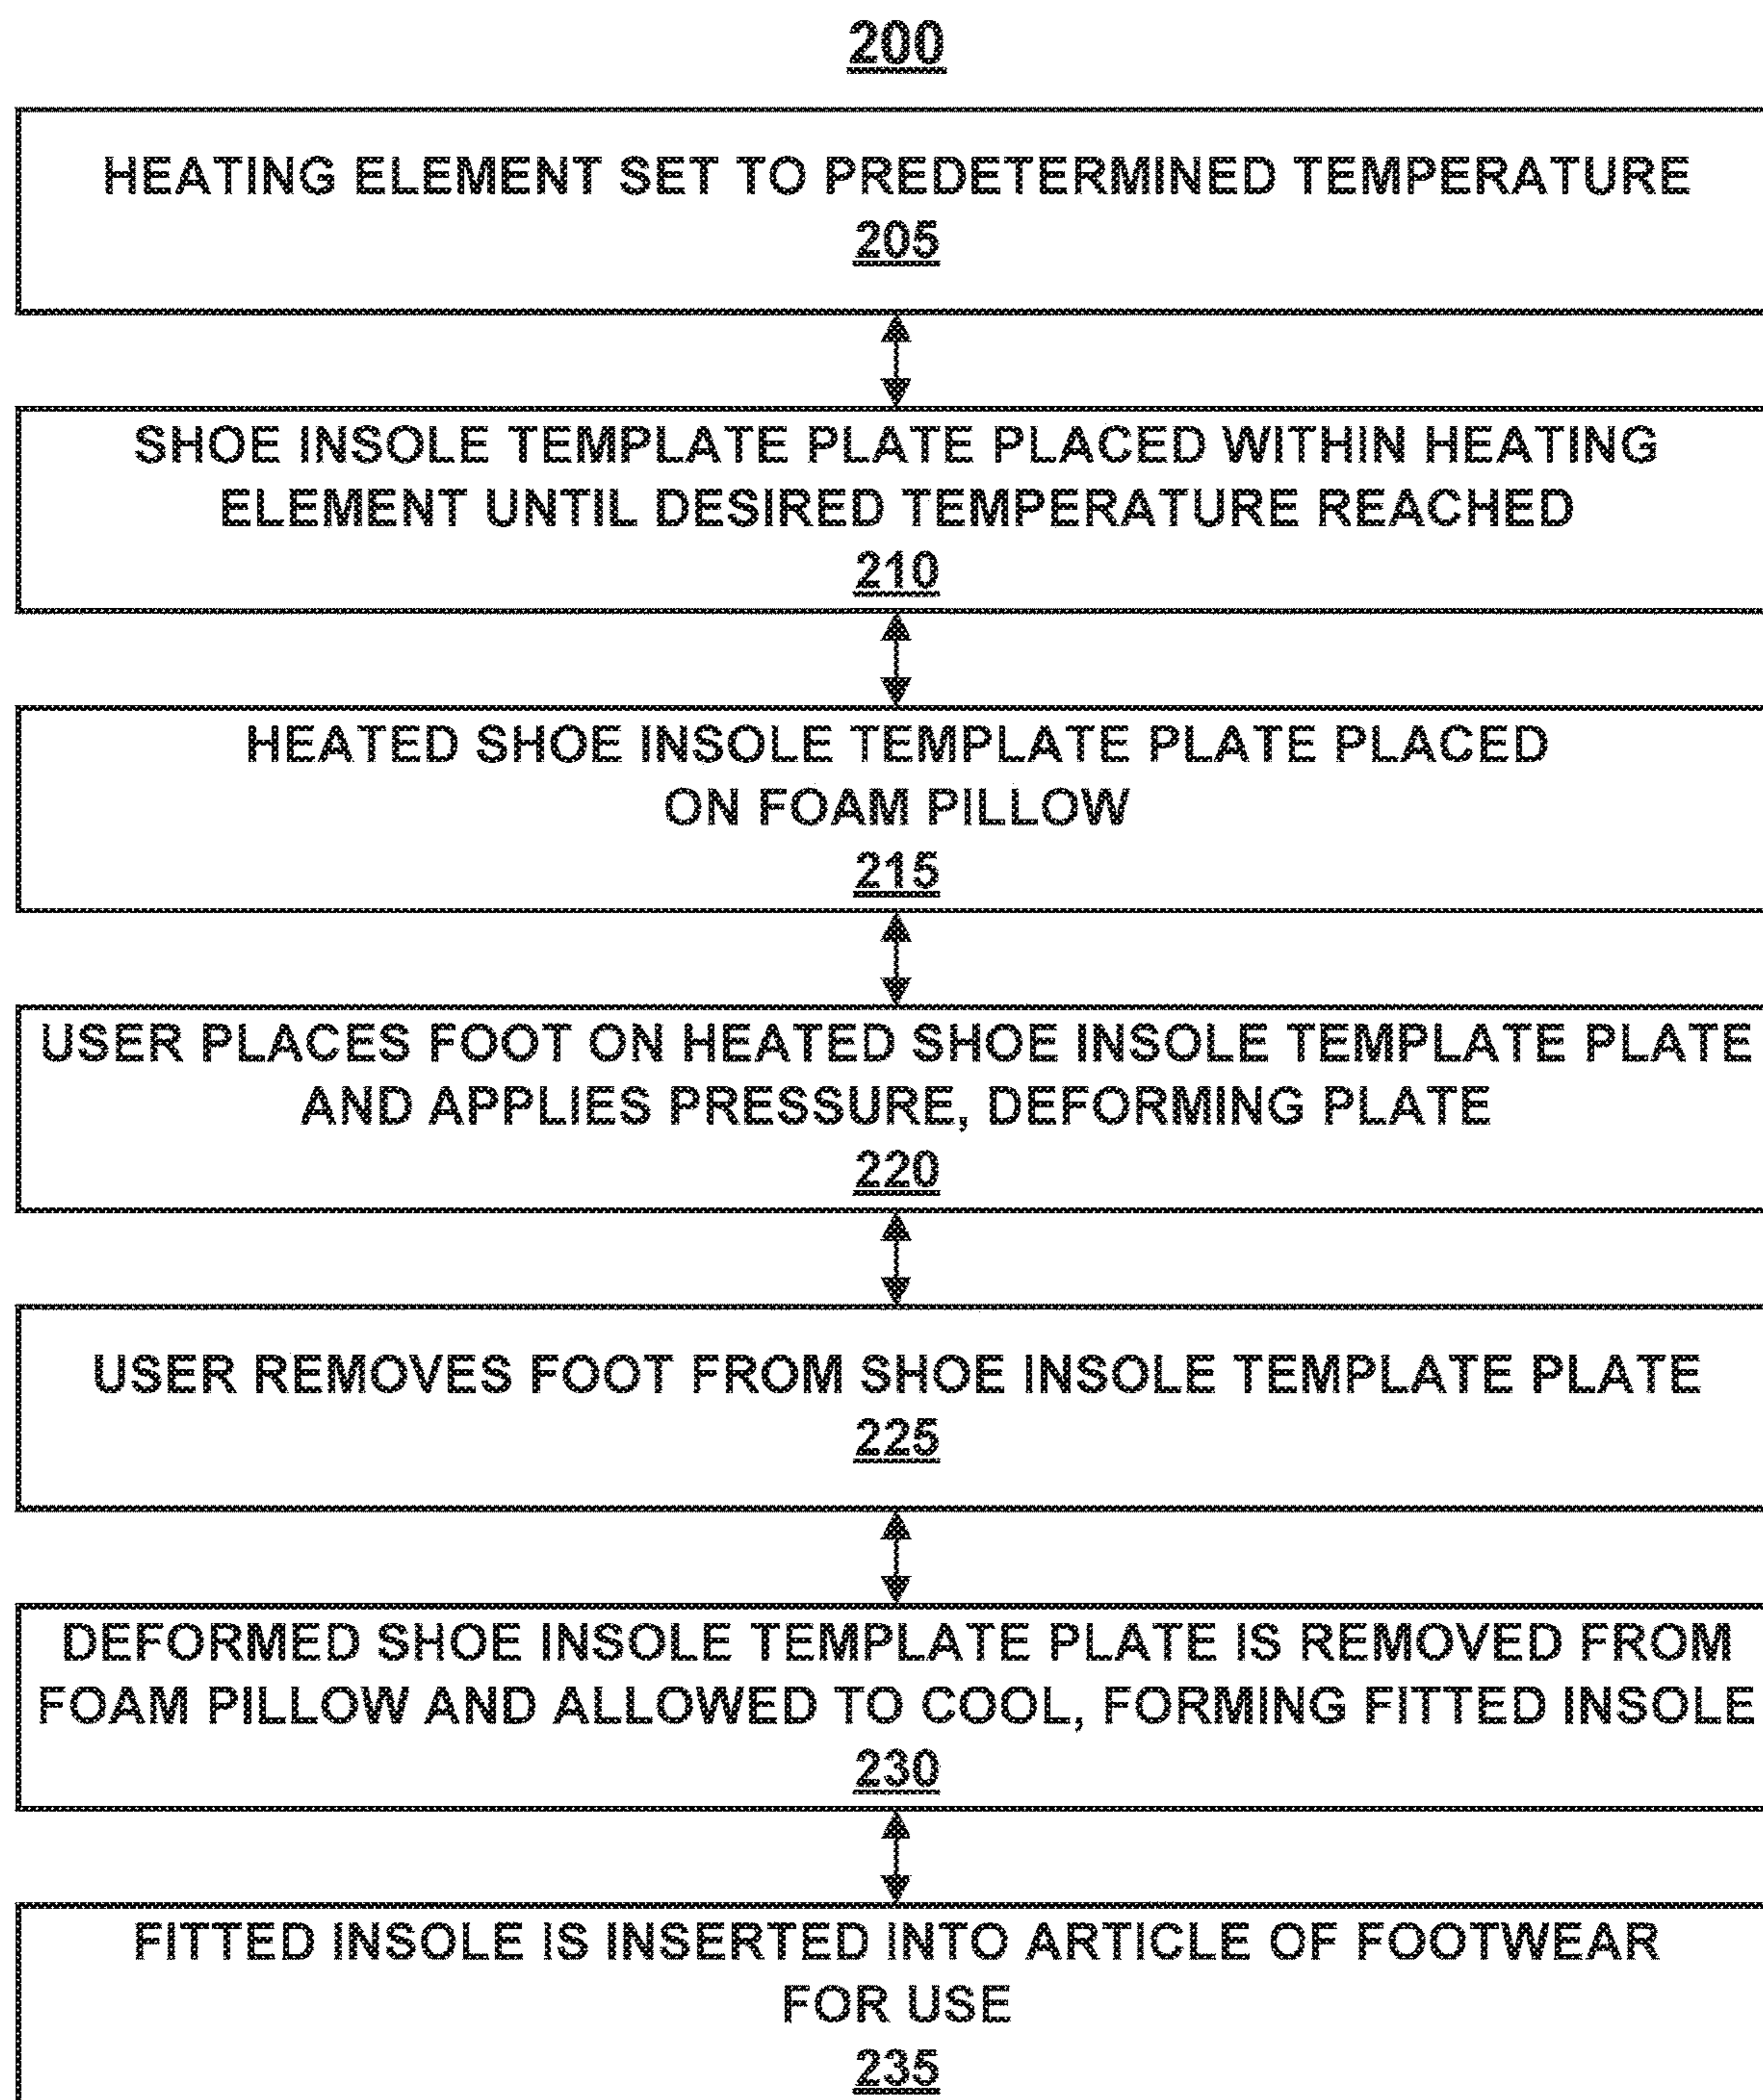 200
HEATING ELEMENT SET TO PREDETERMINED TEMPERATURE
205
SHOE INSOLE TEMPLATE PLATE PLACED WITHIN HEATING
ELEMENT UNTIL DESIRED TEMPERATURE REACHED
210
HEATED SHOE INSOLE TEMPLATE PLATE PLACED
ON FOAM PILLOW
215
USER PLACES FOOT ON HEATED SHOE INSOLE TEMPLATE PLATE
AND APPLIES PRESSURE, DEFORMING PLATE
220
USER REMOVES FOOT FROM SHOE INSOLE TEMPLATE PLATE
225
DEFORMED SHOE INSOLE TEMPLATE PLATE IS REMOVED FROM
FOAM PILLOW AND ALLOWED TO COOL, FORMING FITTED INSOLE
230
FITTED INSOLE IS INSERTED INTO ARTICLE OF FOOTWEAR
FOR USE
235